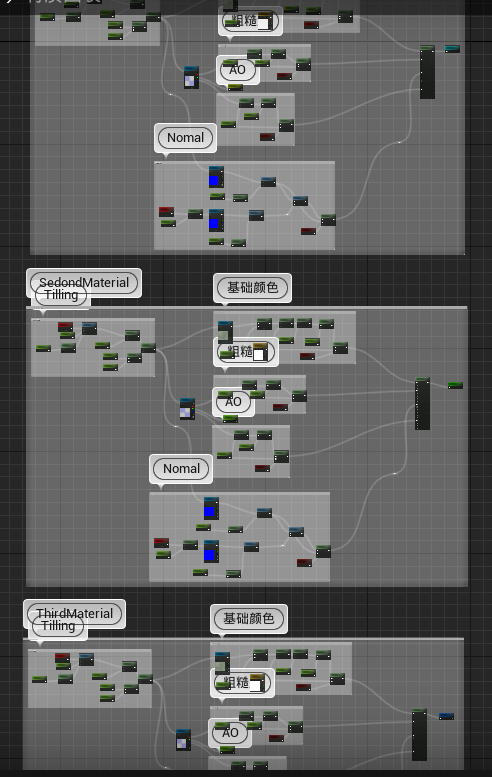 粗糙
AO
Nomal
SedondMaterial
Tilling
基础颜色
粗糙
AO
Nomal
ThirdMaterial
Tilling
基础颜色
粗糙
AO